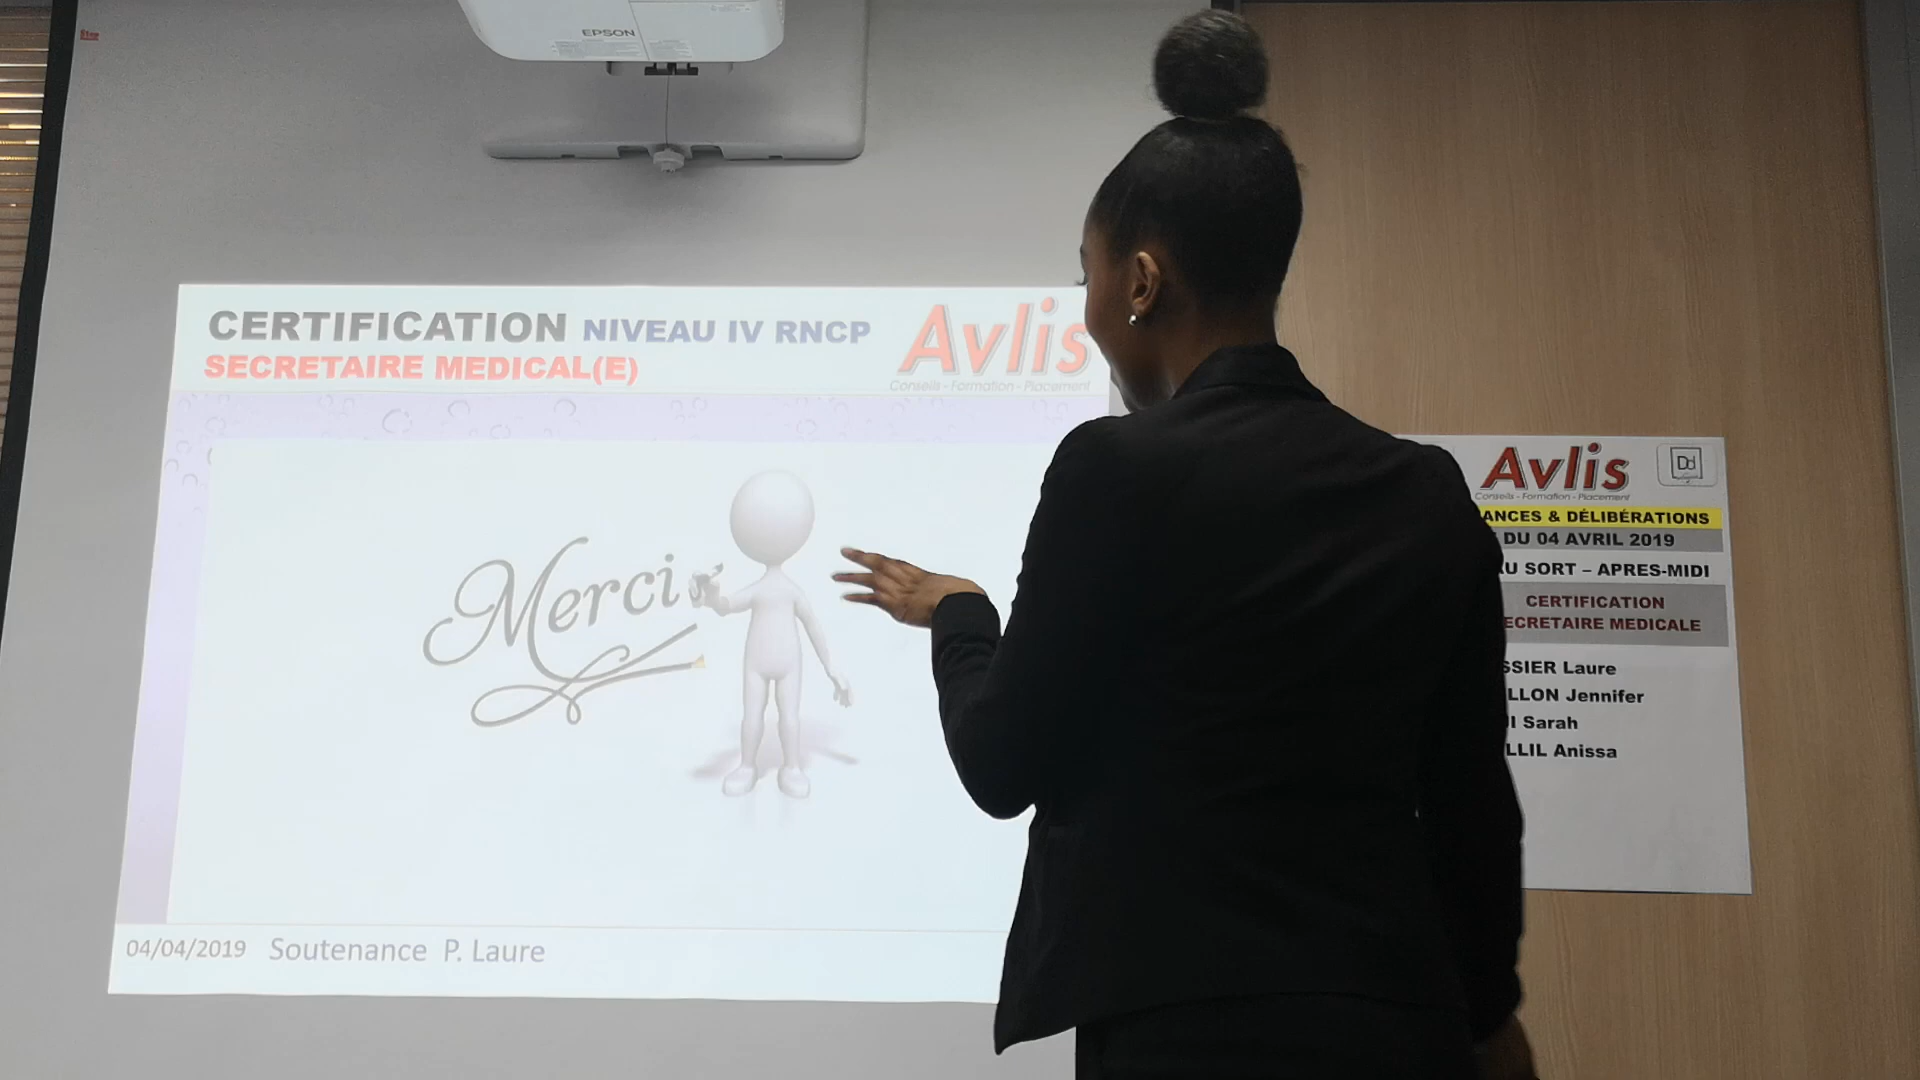 EPSON
CERTIFICATION NIVEAU IV RNCP
SECRETAIRE MEDICAL(E)
Avlis
Conseils - Formation - Placement
Merci
04/04/2019 Soutenance P. Laure
Avlis
Conseils - Formation - Placement
Dd
ANCES & DÉLIBÉRATIONS
DU 04 AVRIL 2019
U SORT – APRES-MIDI
CERTIFICATION
ECRETAIRE MEDICALE
SSIER Laure
LLON Jennifer
I Sarah
LLIL Anissa